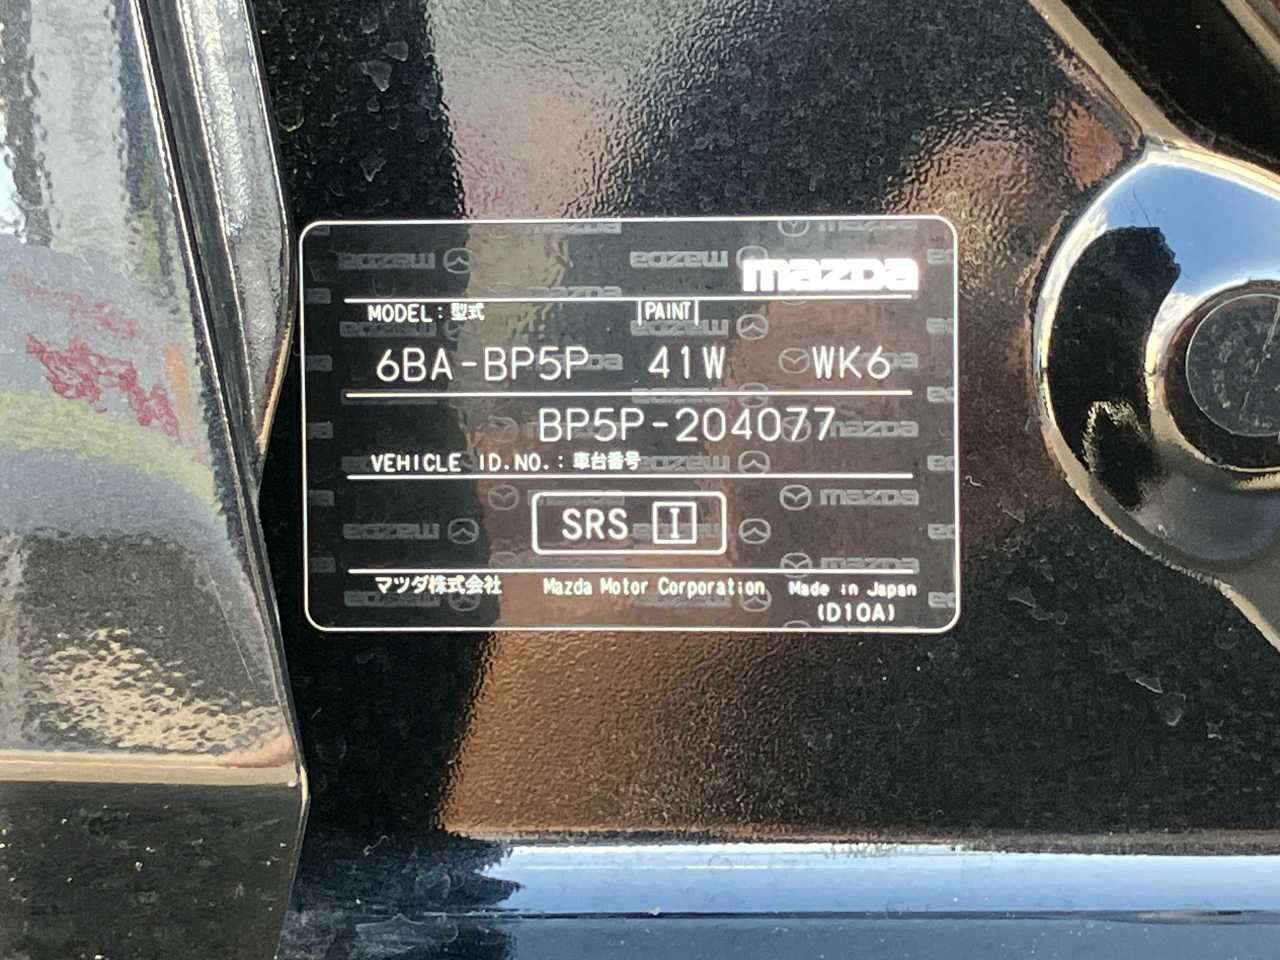 mazda
MODEL:型式 PAINT
6BA-BP5P 41W WK6
BP5P-204077
VEHICLE ID.NO.:車台番号
SRS I
マツダ株式会社 Mazda Motor Corporation Made in Japan
(D10A)